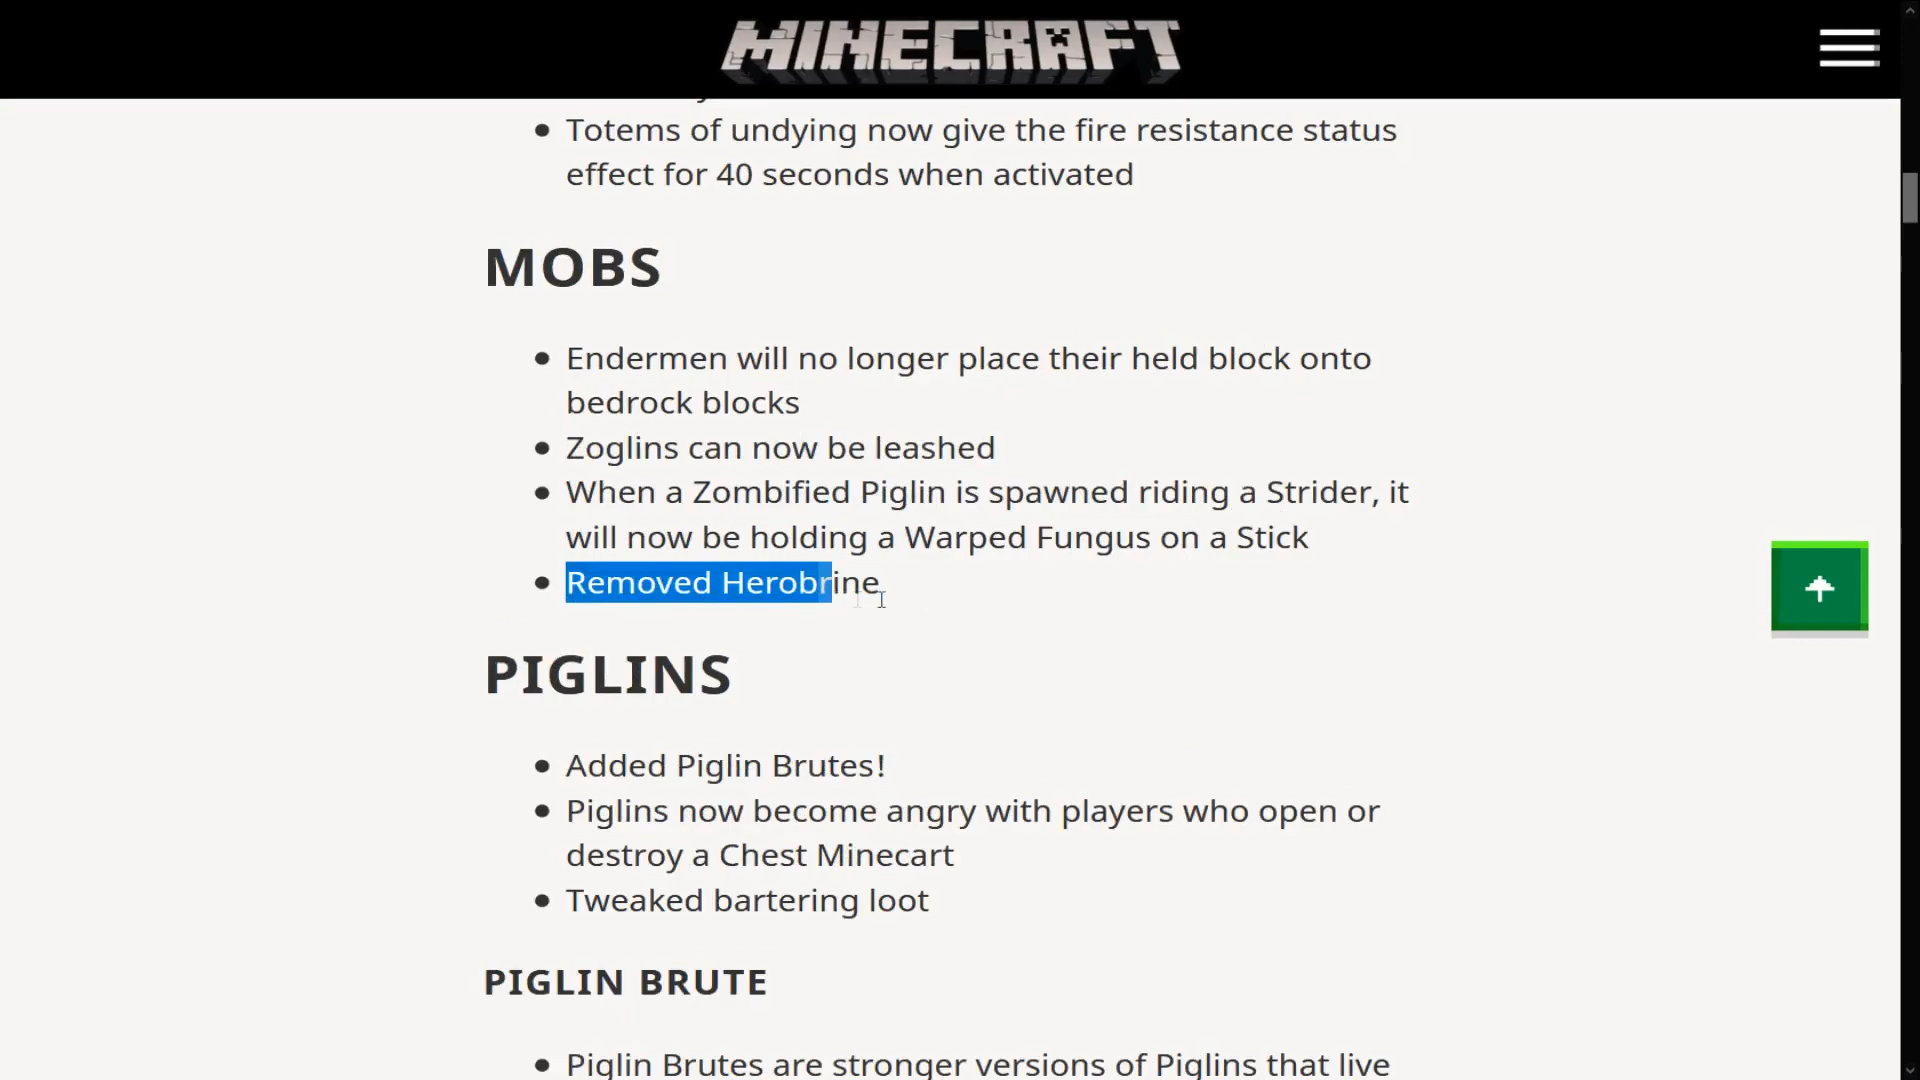 MINECRAFT
Totems of undying now give the fire resistance status
effect for 40 seconds when activated
MOBS
Endermen will no longer place their held block onto
bedrock blocks
Zoglins can now be leashed
When a Zombified Piglin is spawned riding a Strider, it
will now be holding a Warped Fungus on a Stick
Removed Herobrine
PIGLINS
Added Piglin Brutes!
Piglins now become angry with players who open or
destroy a Chest Minecart
Tweaked bartering loot
PIGLIN BRUTE
Piglin Brutes are stronger versions of Piglins that live